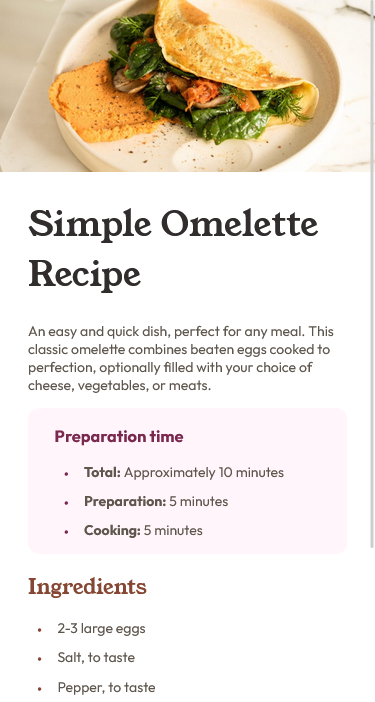 Simple Omelette
Recipe
An easy and quick dish, perfect for any meal. This
classic omelette combines beaten eggs cooked to
perfection, optionally filled with your choice of
cheese, vegetables, or meats.
Preparation time
• Total: Approximately 10 minutes
• Preparation: 5 minutes
• Cooking: 5 minutes
Ingredients
• 2-3 large eggs
• Salt, to taste
• Pepper, to taste